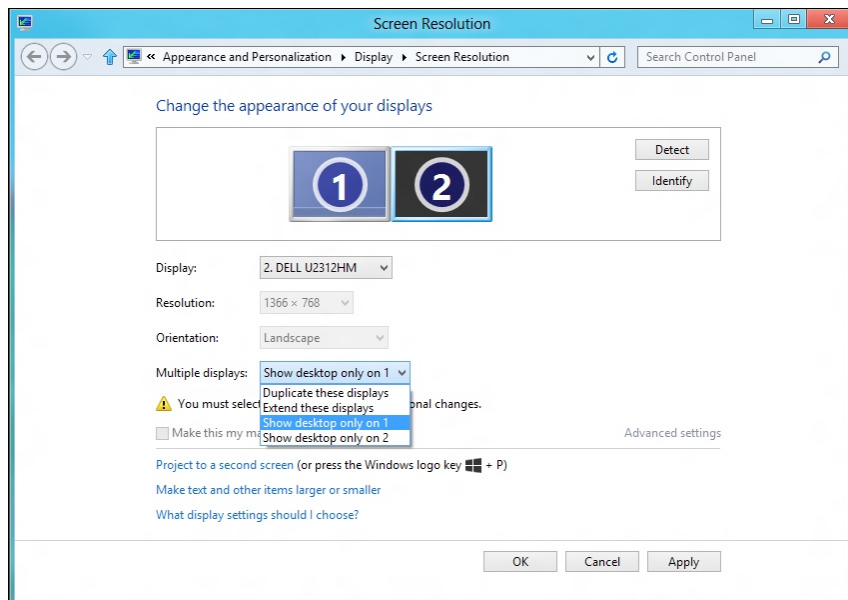 Screen Resolution
« Appearance and Personalization Display Screen Resolution
Search Control Panel
Change the appearance of your displays
1 2
Detect
Identify
Display: 2. DELL U2312HM
Resolution: 1366 × 768
Orientation: Landscape
Multiple displays: Show desktop only on 1
Duplicate these displays
Extend these displays
Show desktop only on 1
Show desktop only on 2
You must select onal changes.
Make this my ma
Advanced settings
Project to a second screen (or press the Windows logo key + P)
Make text and other items larger or smaller
What display settings should I choose?
OK Cancel Apply